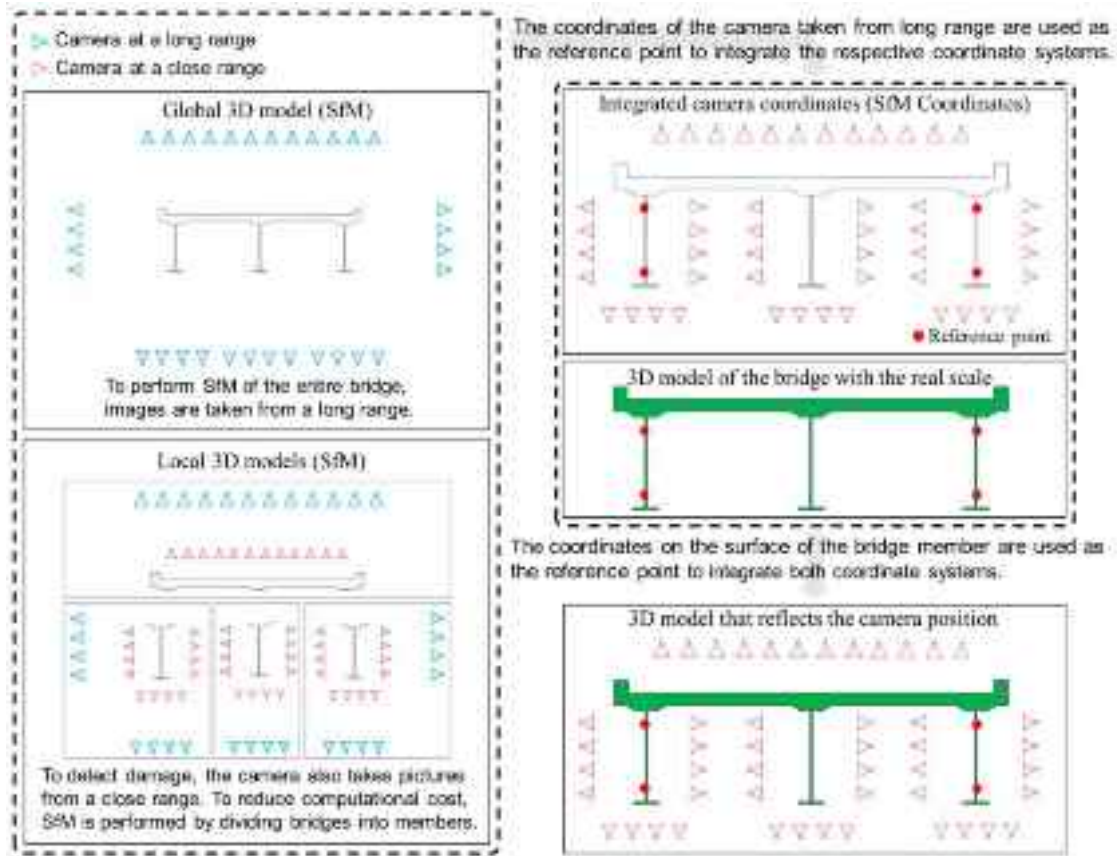 Camera at a long range
Camera at a close range
Global 3D model (SfM)
To perform SfM of the entire bridge,
images are taken from a long range.
Local 3D models (SfM)
To detect damage, the camera also takes pictures
from a close range. To reduce computational cost,
SfM is performed by dividing bridges into members.
The coordinates of the camera taken from long range are used as
the reference point to integrate the respective coordinate systems.
Integrated camera coordinates (SfM Coordinates)
Reference point
3D model of the bridge with the real scale
The coordinates on the surface of the bridge member are used as
the reference point to integrate both coordinate systems.
3D model that reflects the camera position